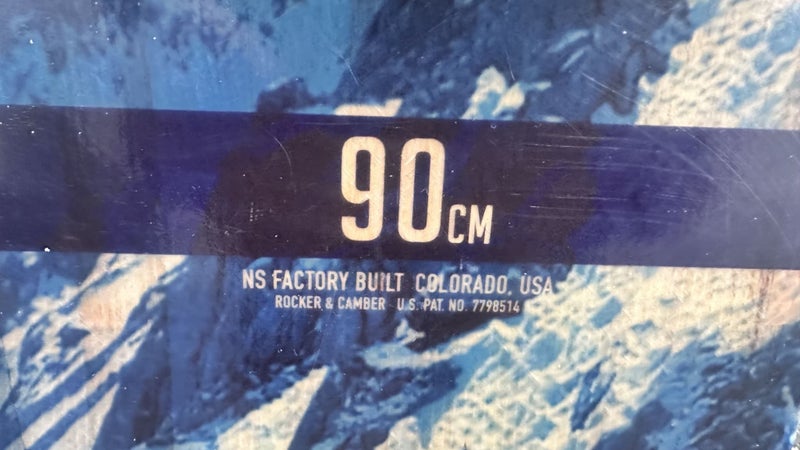 90CM
NS FACTORY BUILT COLORADO, USA
ROCKER & CAMBER U.S. PAT. NO. 7798514